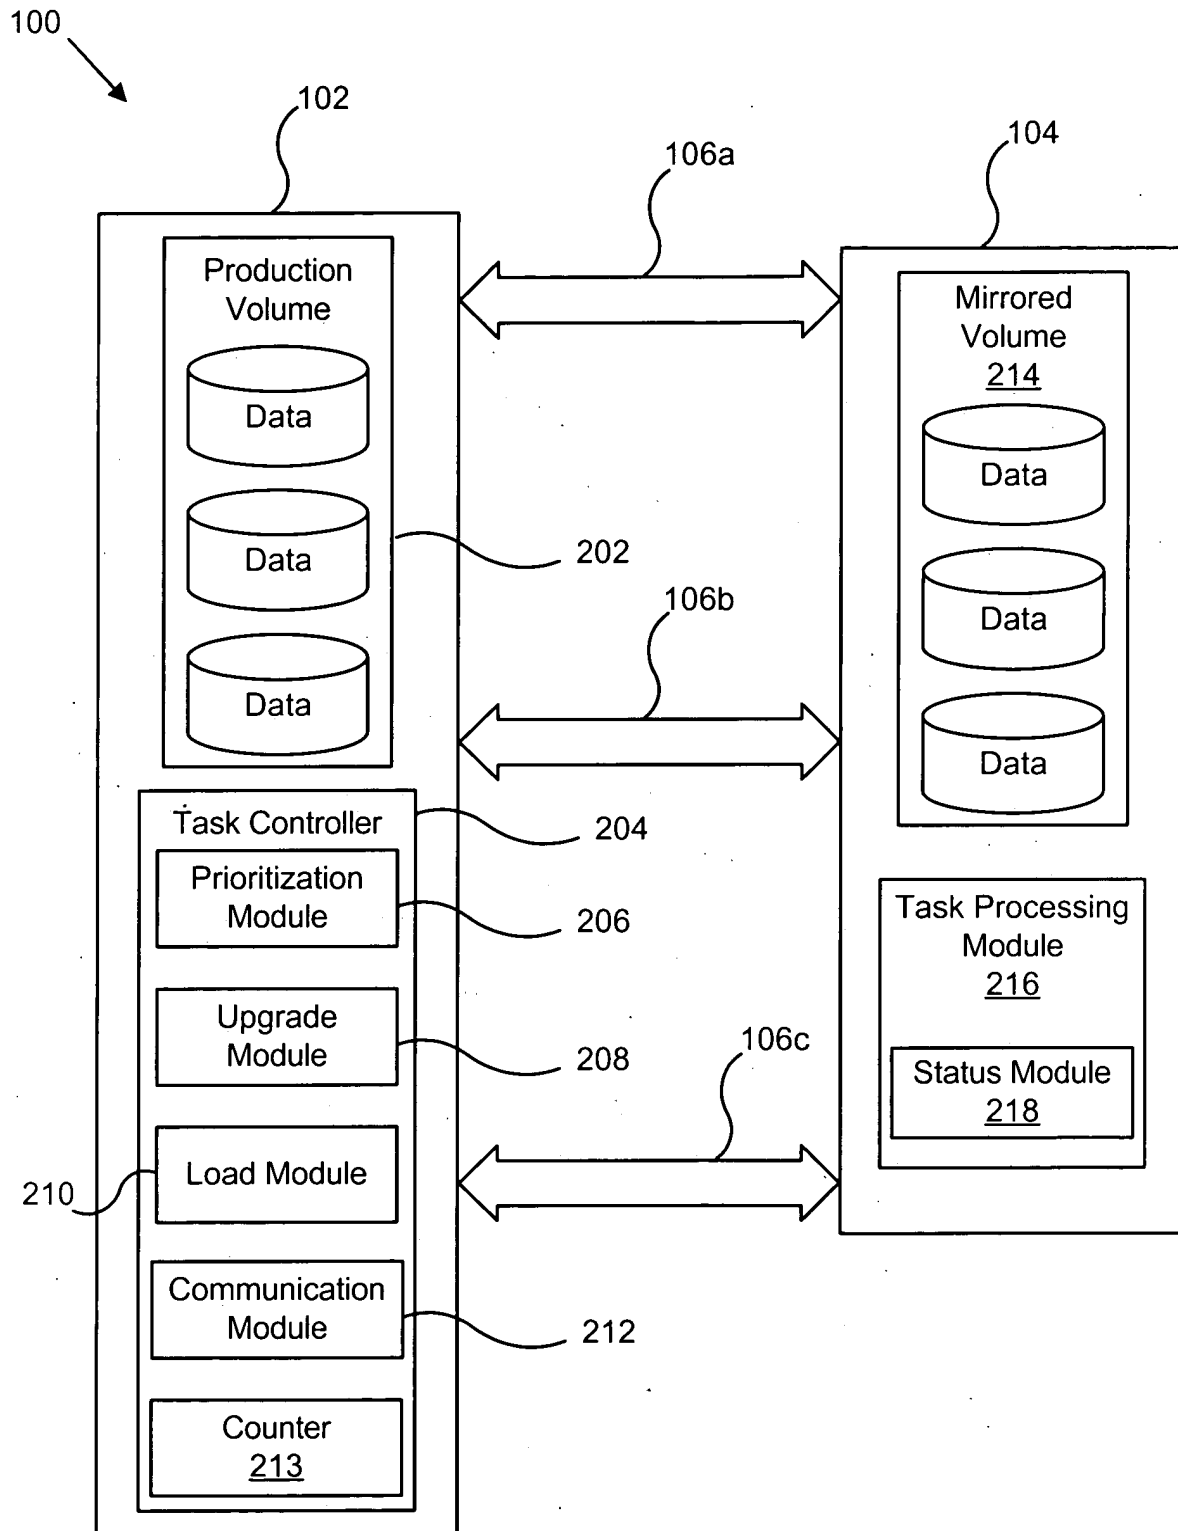 100
102
106a
104
Production
Volume
Data
Data
Data
202
Mirrored
Volume
214
Data
Data
Data
106b
Task Controller
204
Prioritization
Module
206
Upgrade
Module
208
Load Module
210
Communication
Module
212
Counter
213
106c
Task Processing
Module
216
Status Module
218